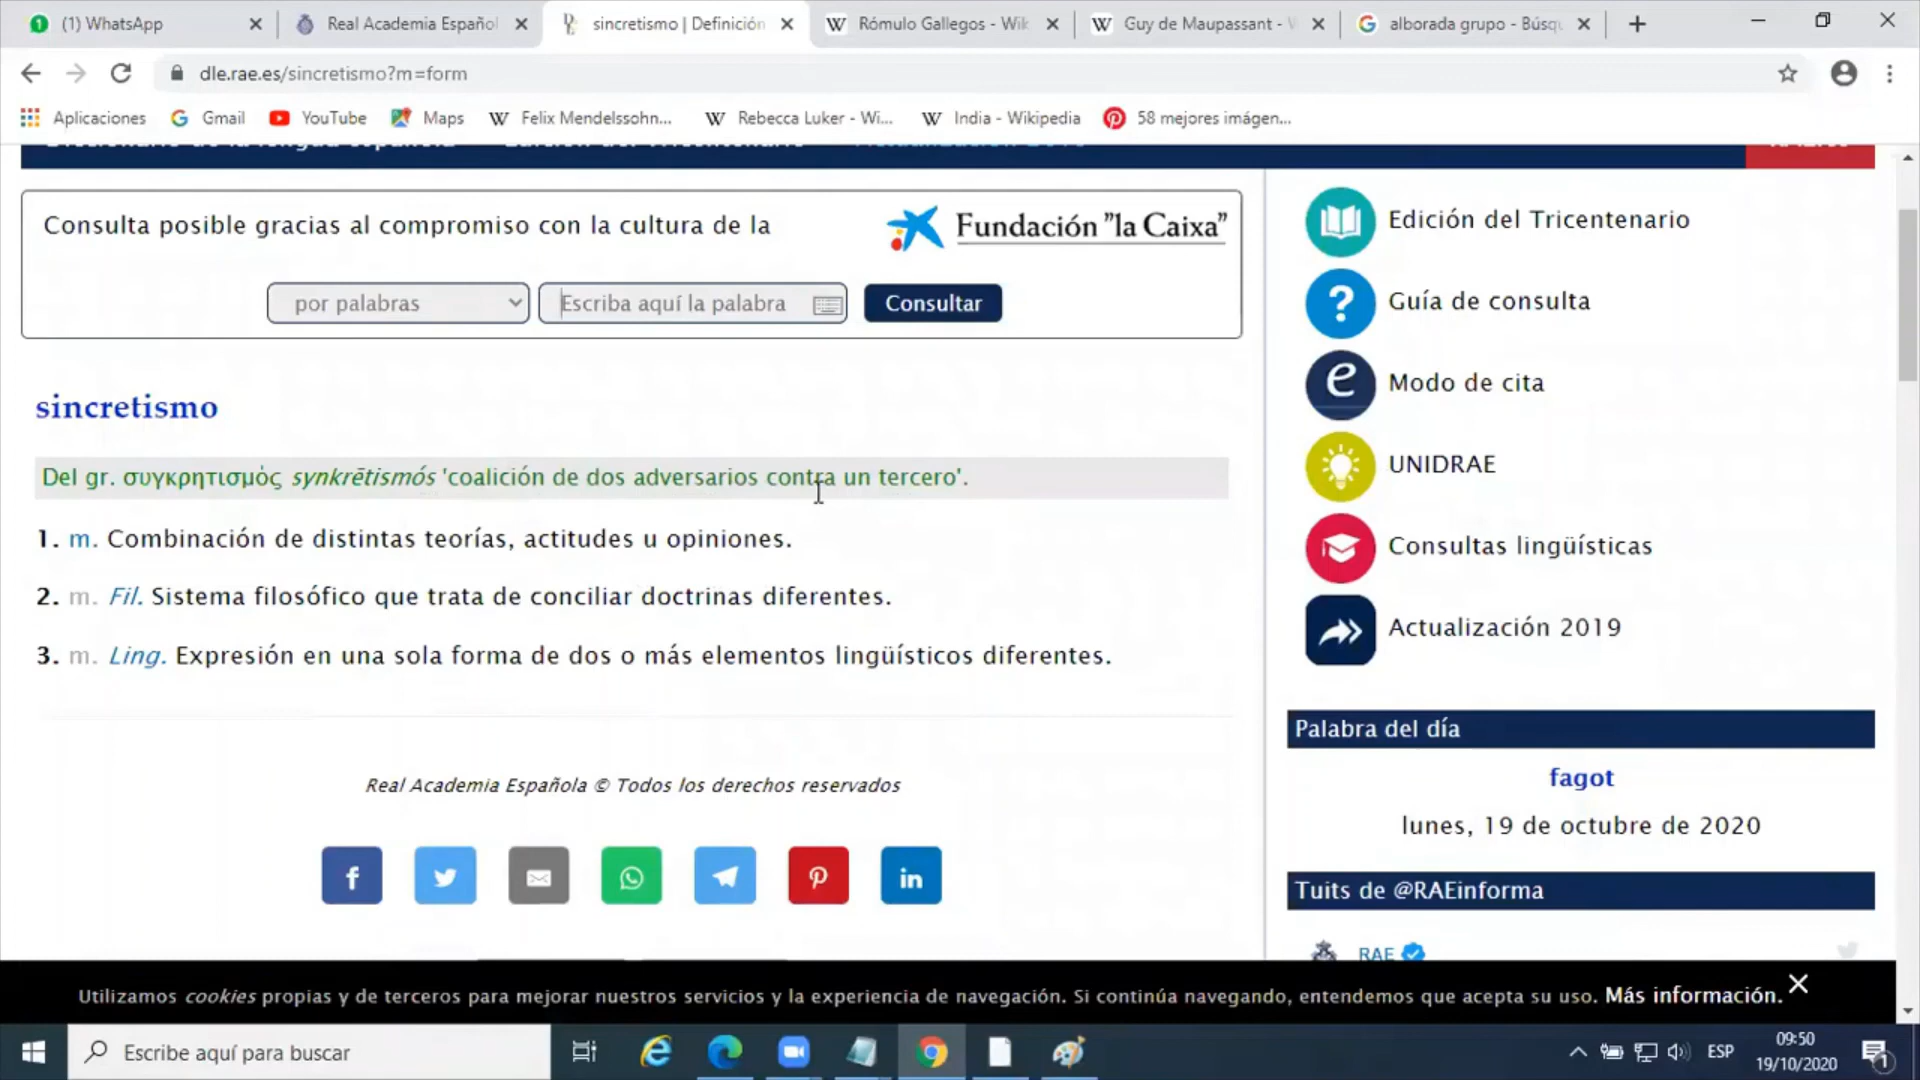 (1) WhatsApp
Real Academia Español
sincretismo | Definición
Rómulo Gallegos - Wik
Guy de Maupassant -
alborada grupo - Búsqu
dle.rae.es/sincretismo?m=form
Aplicaciones
Gmail
YouTube
Maps
Felix Mendelssohn...
Rebecca Luker - Wi...
India - Wikipedia
58 mejores imágen...
Consulta posible gracias al compromiso con la cultura de la
Fundación "la Caixa"
por palabras
Escriba aquí la palabra
Consultar
sincretismo
Del gr. συγκρητισμός synkrētismós 'coalición de dos adversarios contra un tercero'.
1. m. Combinación de distintas teorías, actitudes u opiniones.
2. m. Fil. Sistema filosófico que trata de conciliar doctrinas diferentes.
3. m. Ling. Expresión en una sola forma de dos o más elementos lingüísticos diferentes.
Real Academia Española © Todos los derechos reservados
Edición del Tricentenario
Guía de consulta
Modo de cita
UNIDRAE
Consultas lingüísticas
Actualización 2019
Palabra del día
fagot
lunes, 19 de octubre de 2020
Tuits de @RAEinforma
RAE
Utilizamos cookies propias y de terceros para mejorar nuestros servicios y la experiencia de navegación. Si continúa navegando, entendemos que acepta su uso. Más información.
Escribe aquí para buscar
ESP
09:50
19/10/2020
1